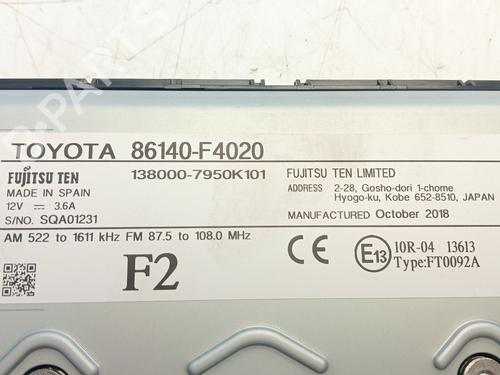 TOYOTA 86140-F4020
FUJITSU TEN 138000-7950K101
MADE IN SPAIN
12V 3.6A
S/NO. SQA01231
FUJITSU TEN LIMITED
ADDRESS 2-28, Gosho-dori 1-chome
Hyogo-ku, Kobe 652-8510, JAPAN
MANUFACTURED October 2018
AM 522 to 1611 kHz FM 87.5 to 108.0 MHz
F2
CE
E13
10R-04 13613
Type:FT0092A